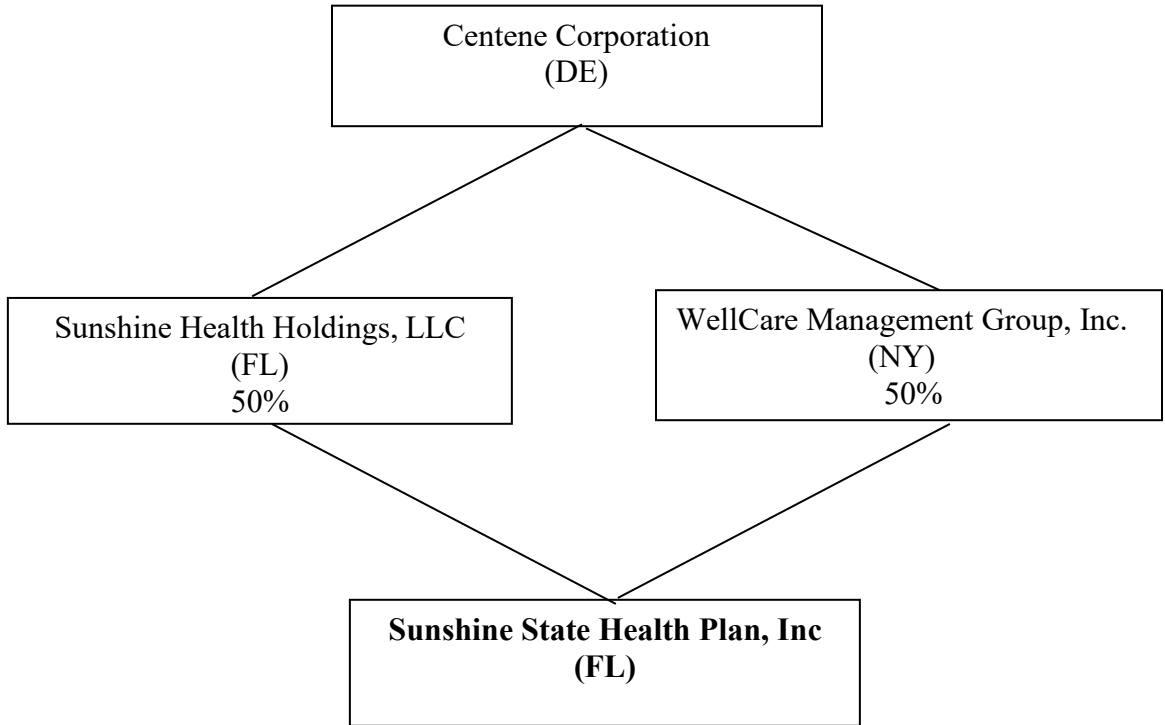 Centene Corporation
(DE)
Sunshine Health Holdings, LLC
(FL)
50%
WellCare Management Group, Inc.
(NY)
50%
Sunshine State Health Plan, Inc
(FL)